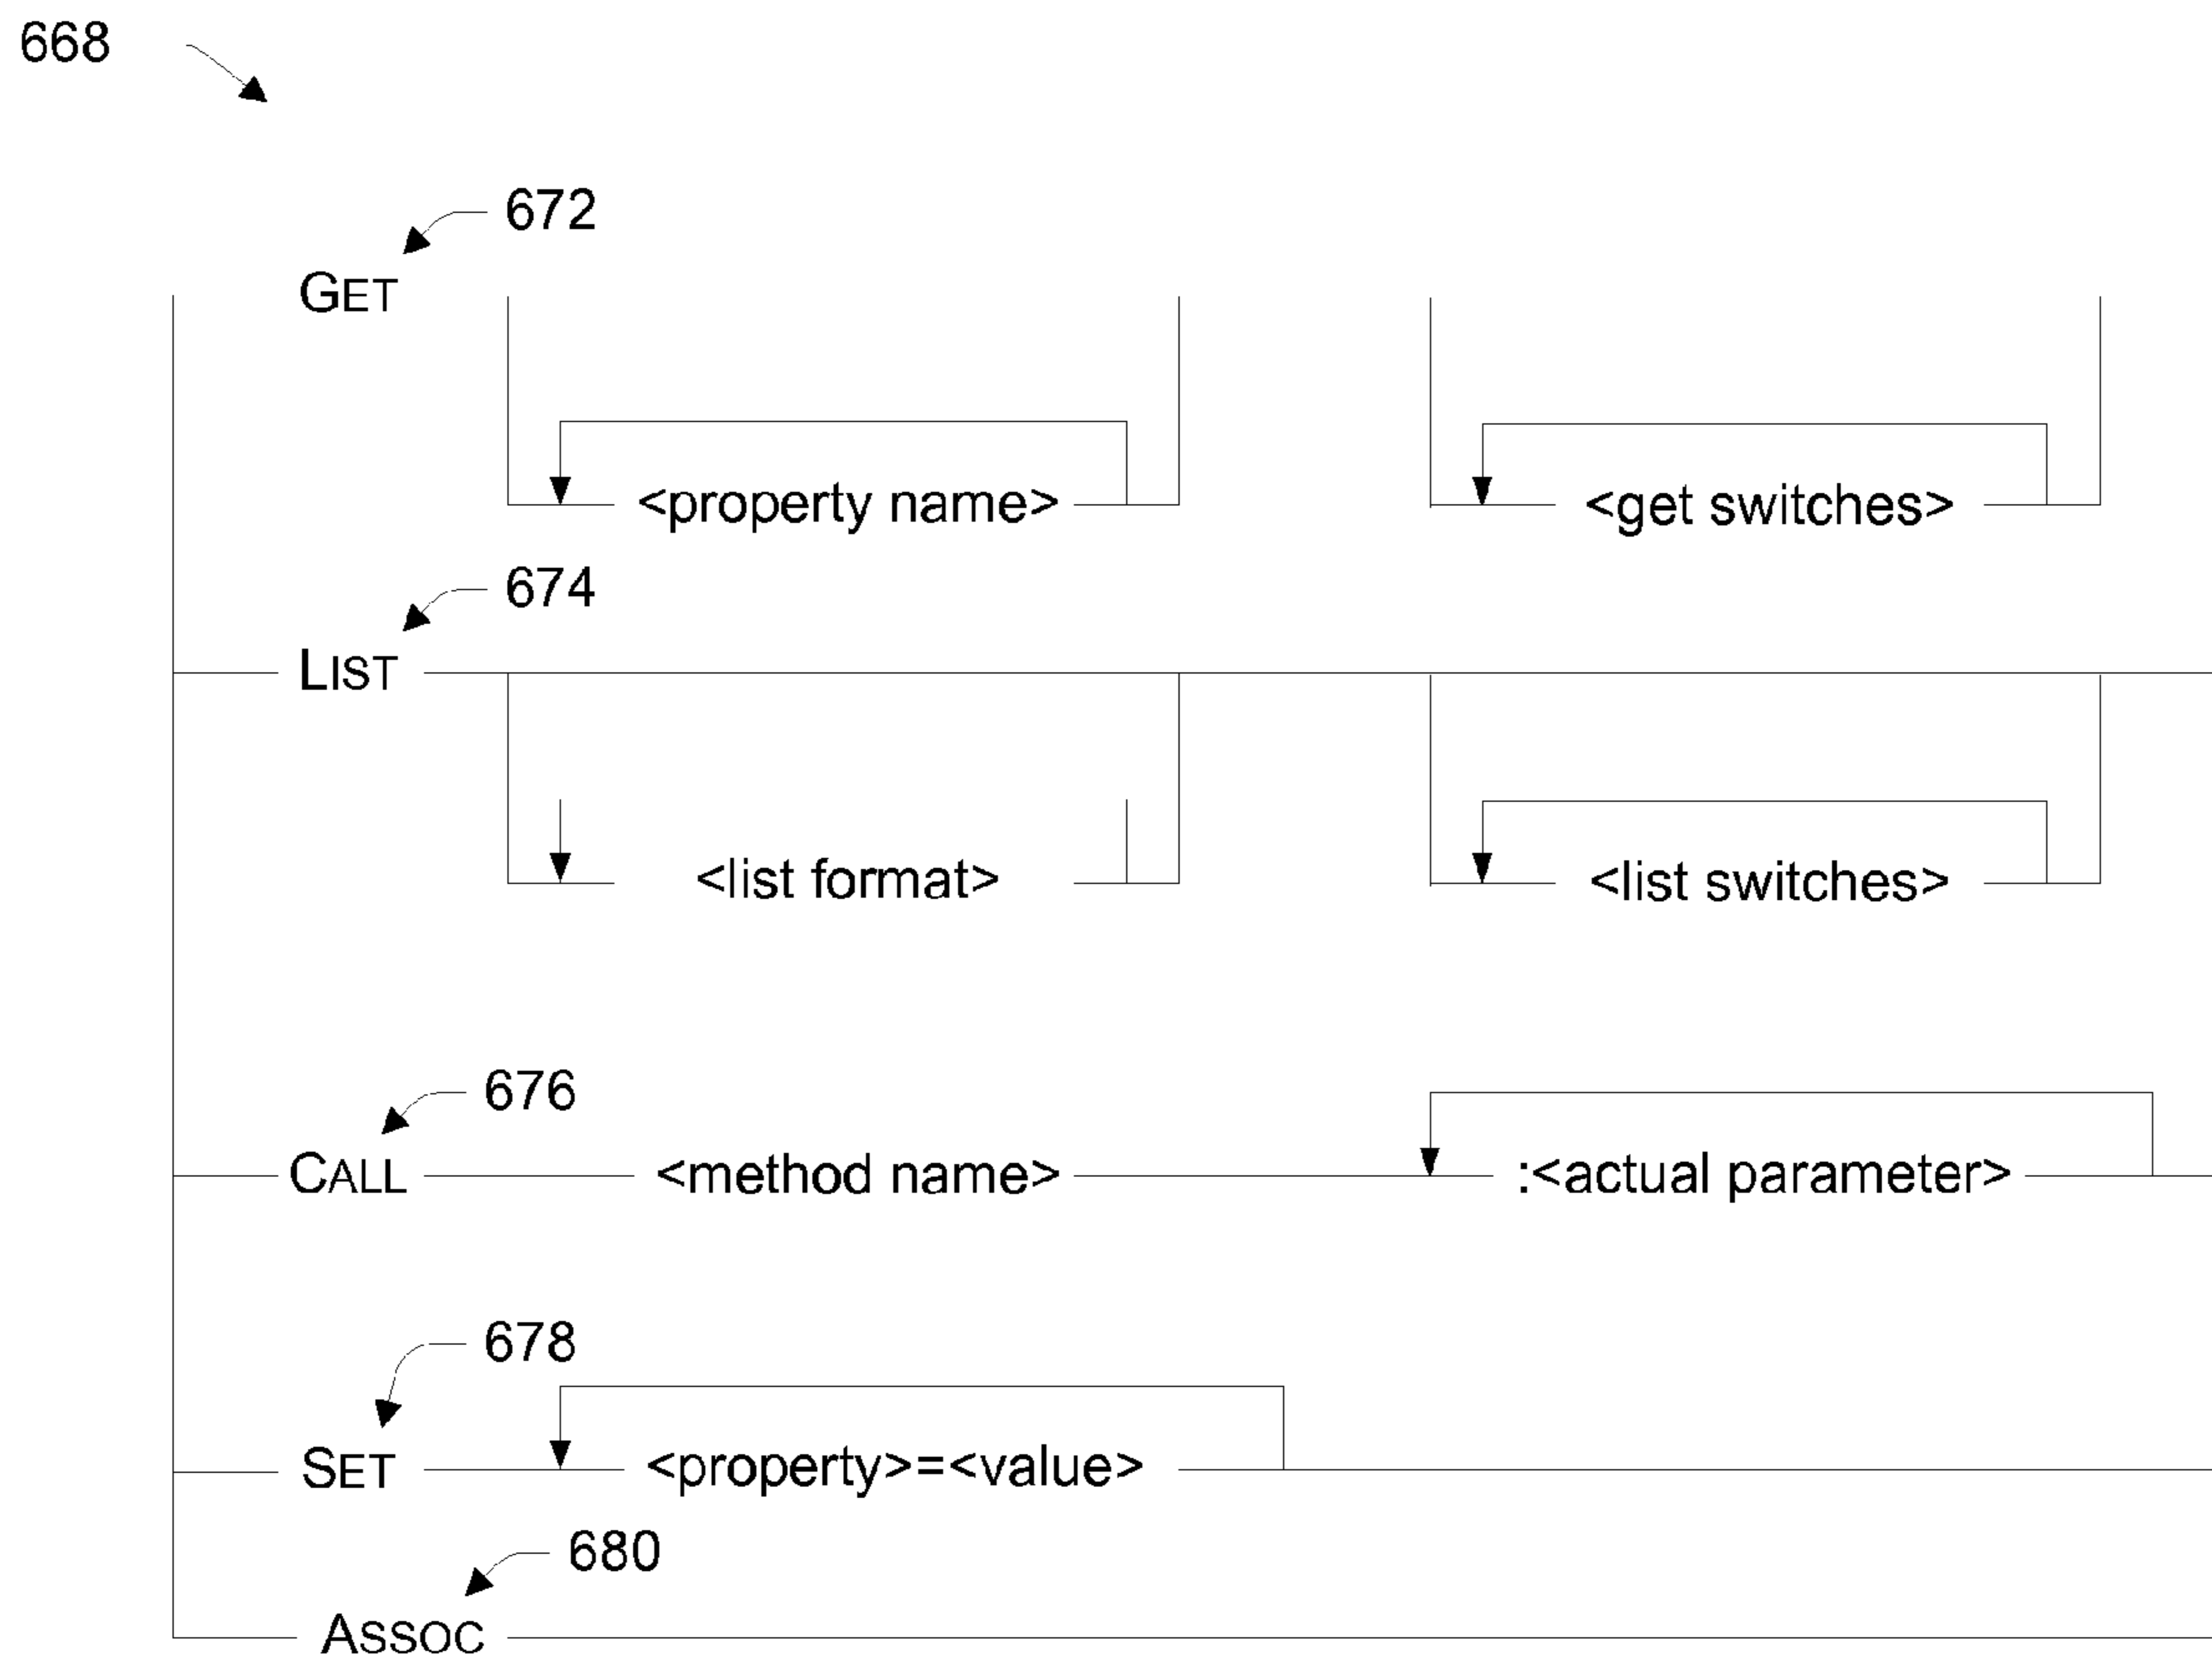 668
672
GET
<property name> <get switches>
674
LIST
<list format> <list switches>
676
CALL <method name> :<actual parameter>
678
SET <property>=<value>
680
ASSOC